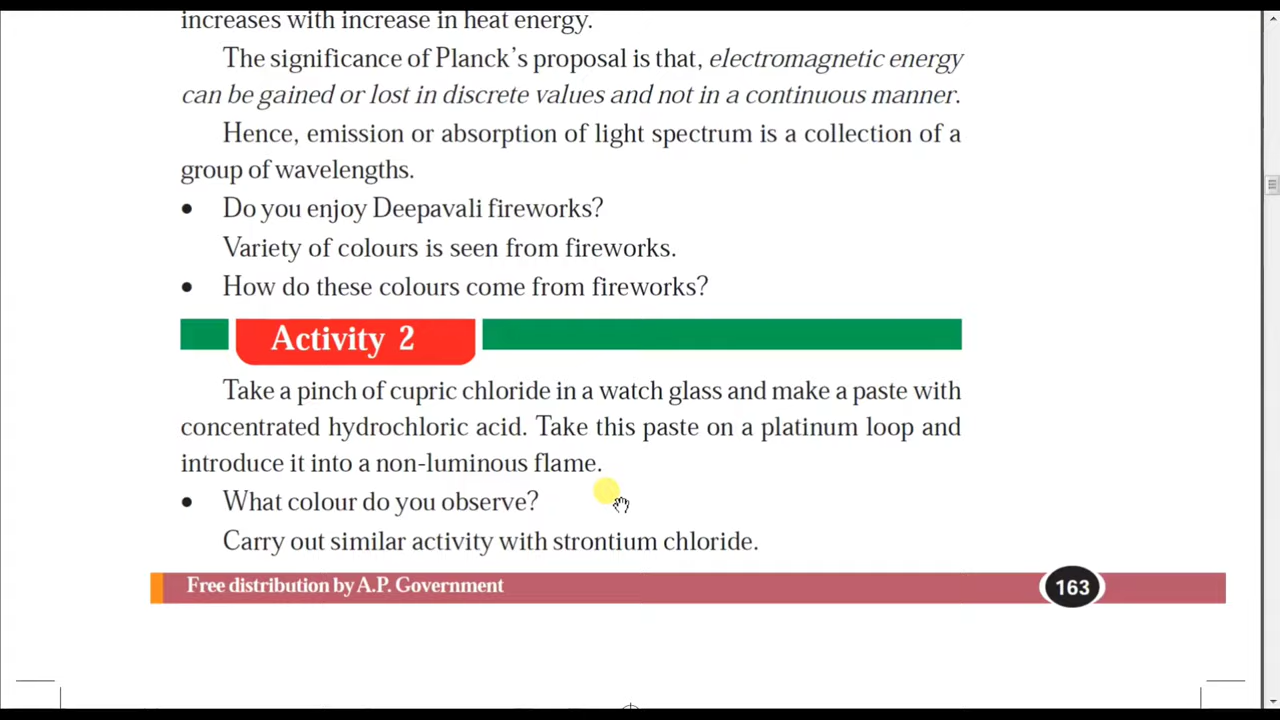 increases with increase in heat energy.
The significance of Planck's proposal is that, electromagnetic energy
can be gained or lost in discrete values and not in a continuous manner.
Hence, emission or absorption of light spectrum is a collection of a
group of wavelengths.
• Do you enjoy Deepavali fireworks?
Variety of colours is seen from fireworks.
• How do these colours come from fireworks?
Activity 2
Take a pinch of cupric chloride in a watch glass and make a paste with
concentrated hydrochloric acid. Take this paste on a platinum loop and
introduce it into a non-luminous flame.
• What colour do you observe?
Carry out similar activity with strontium chloride.
Free distribution by A.P. Government 163